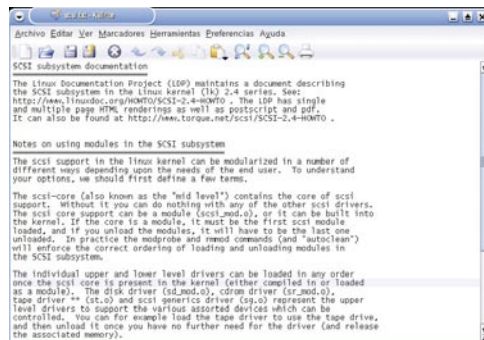 scsi.txt - KWrite
Archivo Editar Ver Marcadores Herramientas Preferencias Ayuda
SCSI subsystem documentation
The Linux Documentation Project (LDP) maintains a document describing
the SCSI subsystem in the Linux kernel (lk) 2.4 series. See:
http://www.linuxdoc.org/HOWTO/SCSI-2.4-HOWTO . The LDP has single
and multiple page HTML renderings as well as postscript and pdf.
It can also be found at http://www.torque.net/scsi/SCSI-2.4-HOWTO .
Notes on using modules in the SCSI subsystem
The scsi support in the linux kernel can be modularized in a number of
different ways depending upon the needs of the end user. To understand
your options, we should first define a few terms.
The scsi-core (also known as the "mid level") contains the core of scsi
support. Without it you can do nothing with any of the other scsi drivers.
The scsi core support can be a module (scsi_mod.o), or it can be built into
the kernel. If the core is a module, it must be the first scsi module
loaded, and if you unload the modules, it will have to be the last one
unloaded. In practice the modprobe and rmmod commands (and "autoclean")
will enforce the correct ordering of loading and unloading modules in
the SCSI subsystem.
The individual upper and lower level drivers can be loaded in any order
once the scsi core is present in the kernel (either compiled in or loaded
as a module). The disk driver (sd_mod.o), cdrom driver (sr_mod.o),
tape driver ** (st.o) and scsi generics driver (sg.o) represent the upper
level drivers to support the various assorted devices which can be
controlled. You can for example load the tape driver to use the tape drive,
and then unload it once you have no further need for the driver (and release
the associated memory).